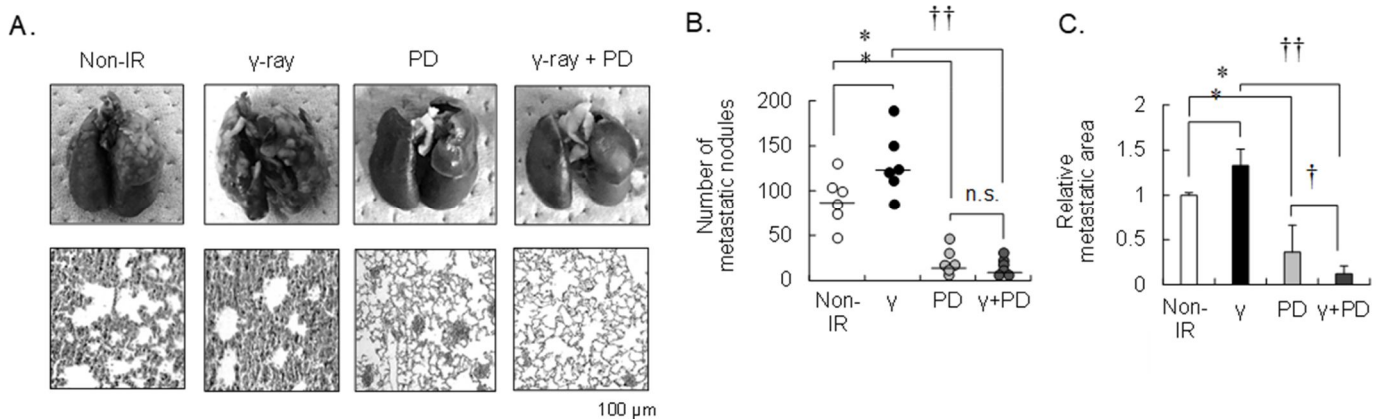 A.
Non-IR
γ-ray
PD
γ-ray + PD
100 μm
B.
* †† 
*
Number of
metastatic nodules
200
150
100
50
0
n.s.
Non-
IR
γ
PD
γ+PD
C.
††
*
*
Relative
metastatic area
2
1.5
1
0.5
0
†
Non-
IR
γ
PD
γ+PD